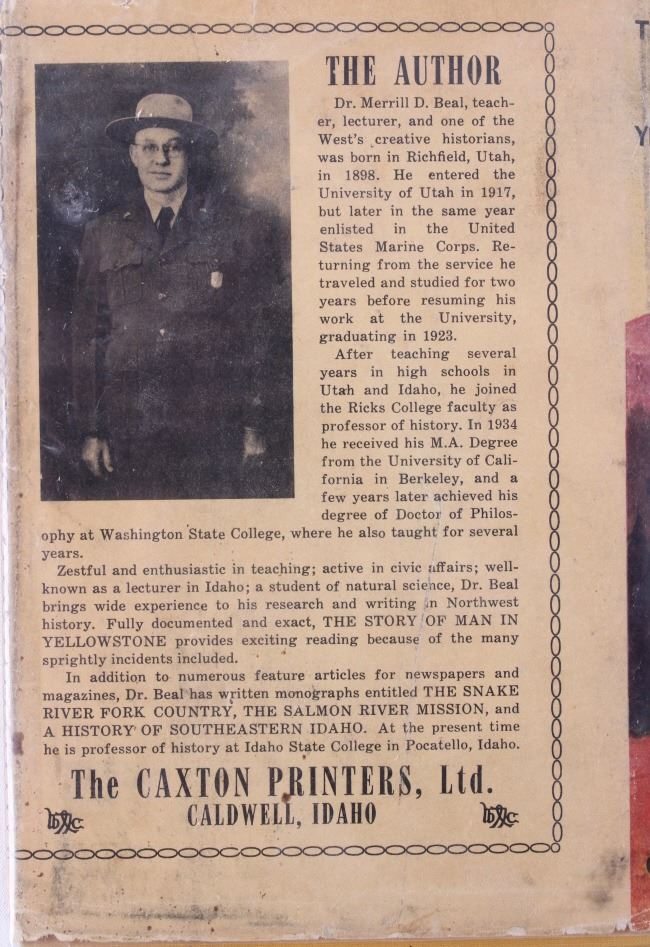 THE AUTHOR
Dr. Merrill D. Beal, teach-
er, lecturer, and one of the
West's creative historians,
was born in Richfield, Utah,
in 1898. He entered the
University of Utah in 1917,
but later in the same year
enlisted in the United
States Marine Corps. Re-
turning from the service he
traveled and studied for two
years before resuming his
work at the University,
graduating in 1923.
After teaching several
years in high schools in
Utah and Idaho, he joined
the Ricks College faculty as
professor of history. In 1934
he received his M.A. Degree
from the University of Cali-
fornia in Berkeley, and a
few years later achieved his
degree of Doctor of Philos-
ophy at Washington State College, where he also taught for several
years.
Zestful and enthusiastic in teaching; active in civic affairs; well-
known as a lecturer in Idaho; a student of natural science, Dr. Beal
brings wide experience to his research and writing in Northwest
history. Fully documented and exact, THE STORY OF MAN IN
YELLOWSTONE provides exciting reading because of the many
sprightly incidents included.
In addition to numerous feature articles for newspapers and
magazines, Dr. Beal has written monographs entitled THE SNAKE
RIVER FORK COUNTRY, THE SALMON RIVER MISSION, and
A HISTORY OF SOUTHEASTERN IDAHO. At the present time
he is professor of history at Idaho State College in Pocatello, Idaho.
The CAXTON PRINTERS, Ltd.
CALDWELL, IDAHO